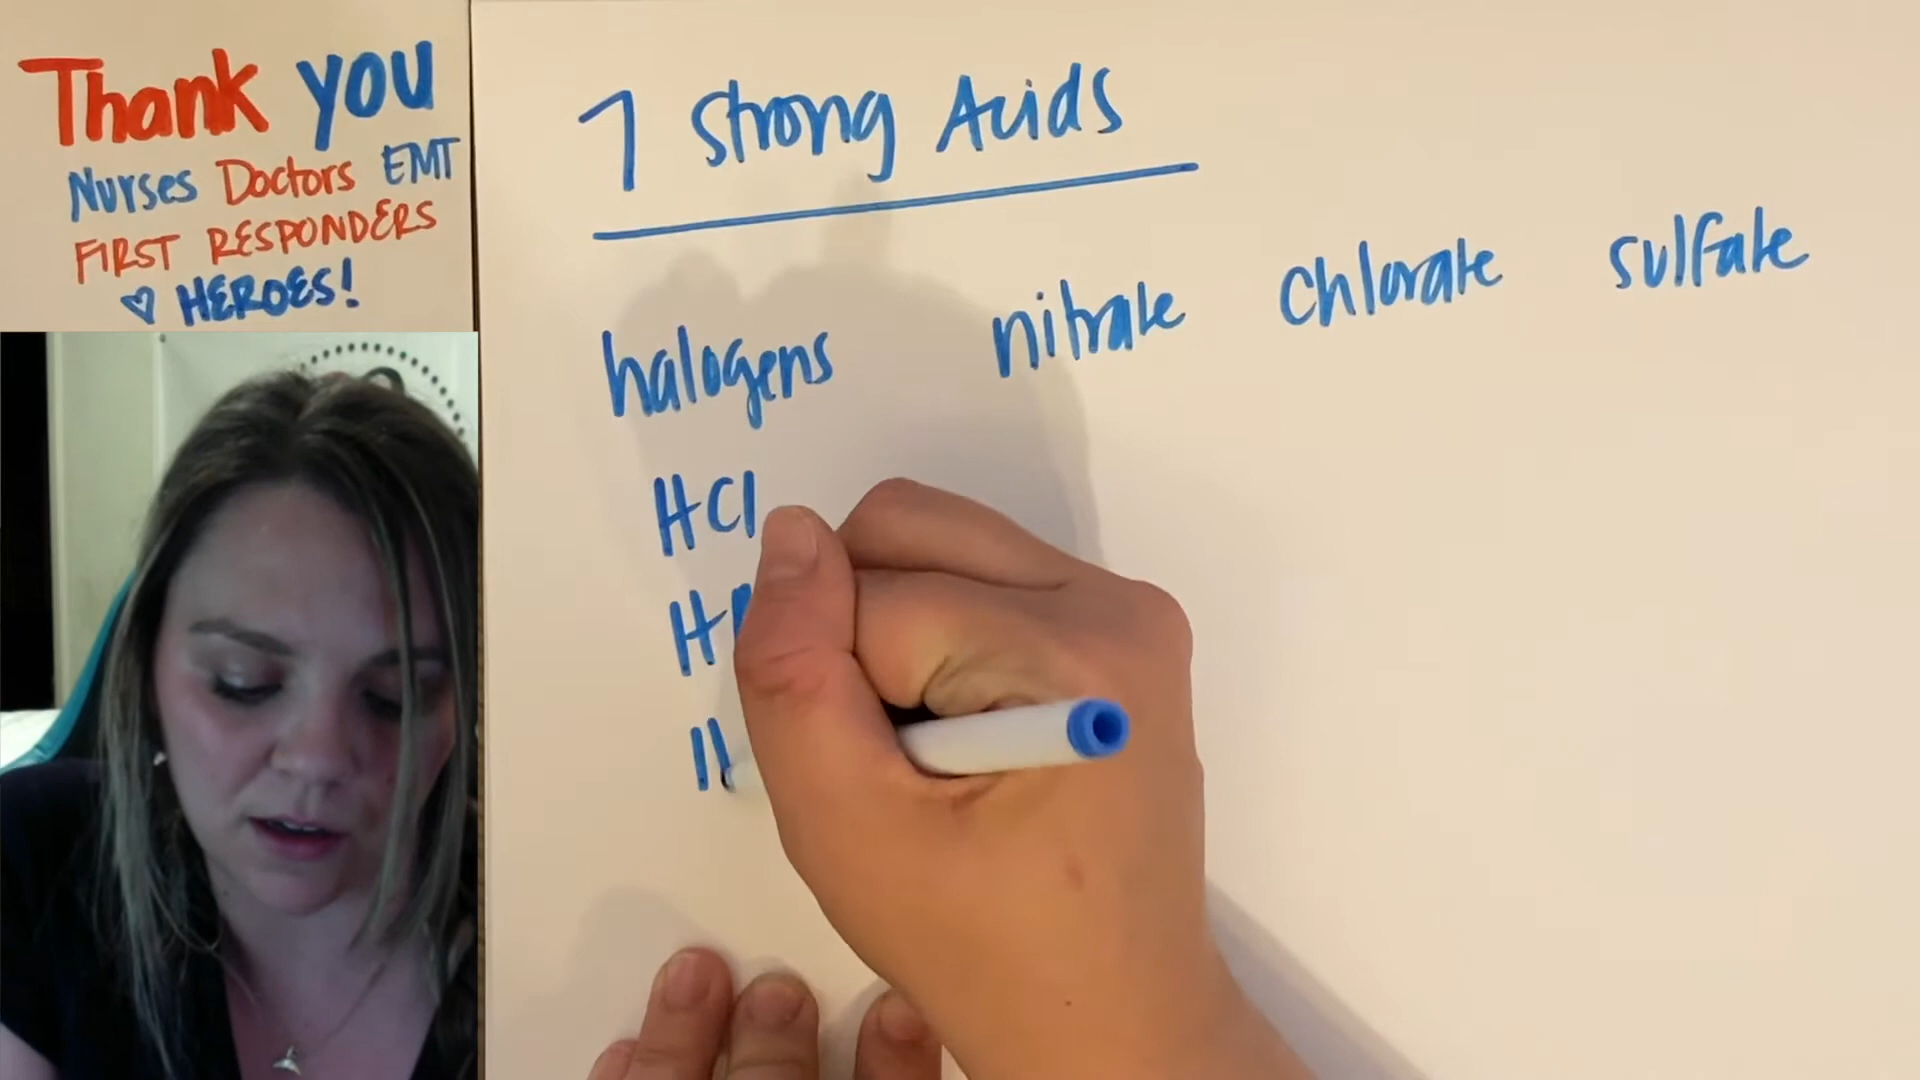 Thank you
Nurses Doctors EMT
FIRST RESPONDERS
♡ HEROES!
7 Strong Acids
halogens nitrate chlorate sulfate
HCl
H